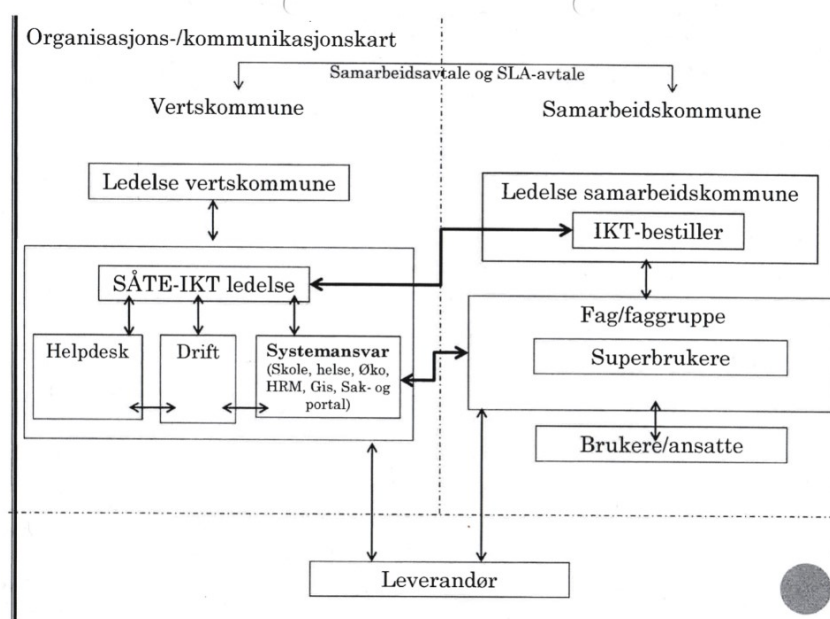 Organisasjons-/kommunikasjonskart
Samarbeidsavtale og SLA-avtale
Vertskommune
Samarbeidskommune
Ledelse vertskommune
Ledelse samarbeidskommune
IKT-bestiller
SÅTE-IKT ledelse
Helpdesk
Drift
Systemansvar
(Skole, helse, Øko,
HRM, Gis, Sak- og
portal)
Fag/faggruppe
Superbrukere
Brukere/ansatte
Leverandør